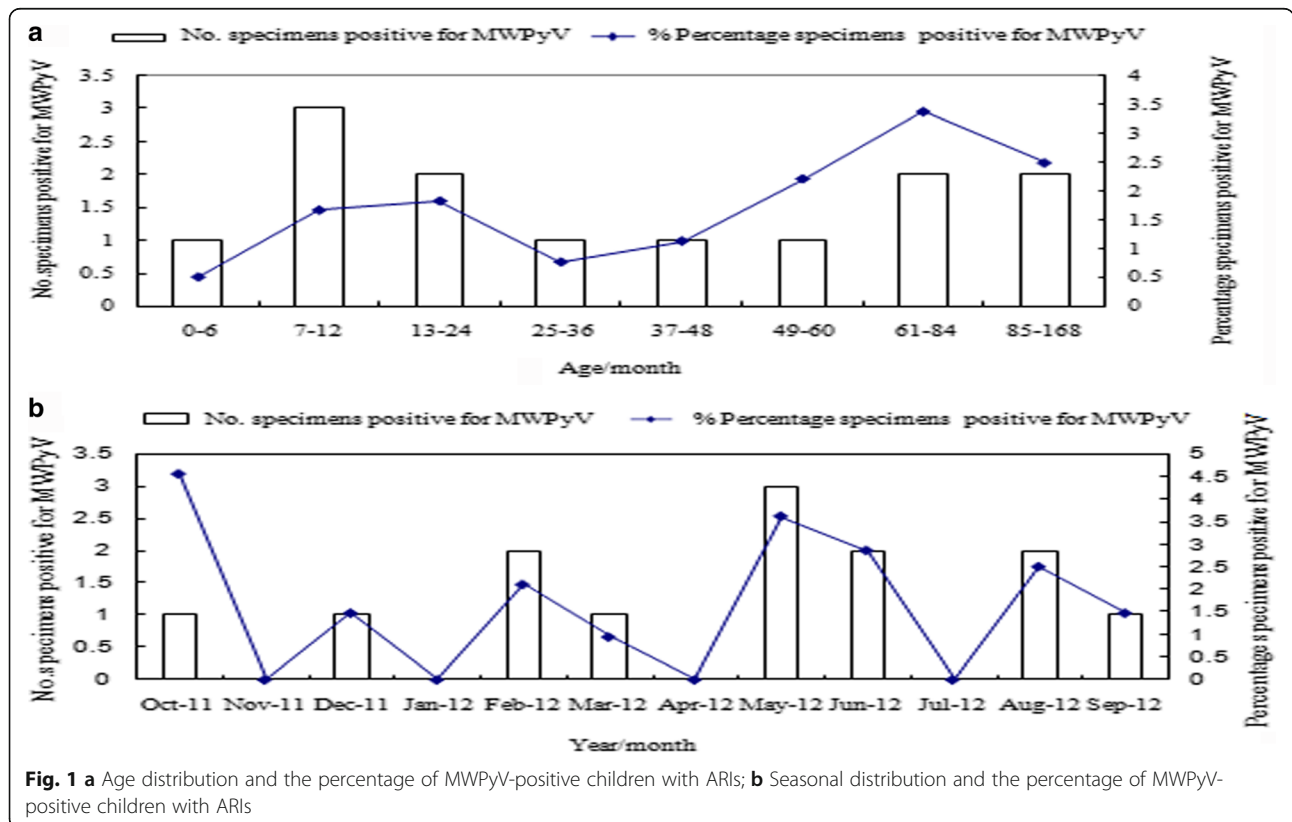 a
No. specimens positive for MWPyV % Percentage specimens positive for MWPyV
No.specimens positive for MWPyV
3.5
3
2.5
2
1.5
1
0.5
0
4
3.5
3
2.5
2
1.5
1
0.5
0
Percentage specimens positive for MWPyV
0-6 7-12 13-24 25-36 37-48 49-60 61-84 85-168
Age/month
b
No. specimens positive for MWPyV % Percentage specimens positive for MWPyV
No.specimens positive for MWPyV
3.5
3
2.5
2
1.5
1
0.5
0
5
4.5
4
3.5
3
2.5
2
1.5
1
0.5
0
Percentage specimens positive for MWPyV
Oct-11 Nov-11 Dec-11 Jan-12 Feb-12 Mar-12 Apr-12 May-12 Jun-12 Jul-12 Aug-12 Sep-12
Year/month
Fig. 1 a Age distribution and the percentage of MWPyV-positive children with ARIs; b Seasonal distribution and the percentage of MWPyV-
positive children with ARIs